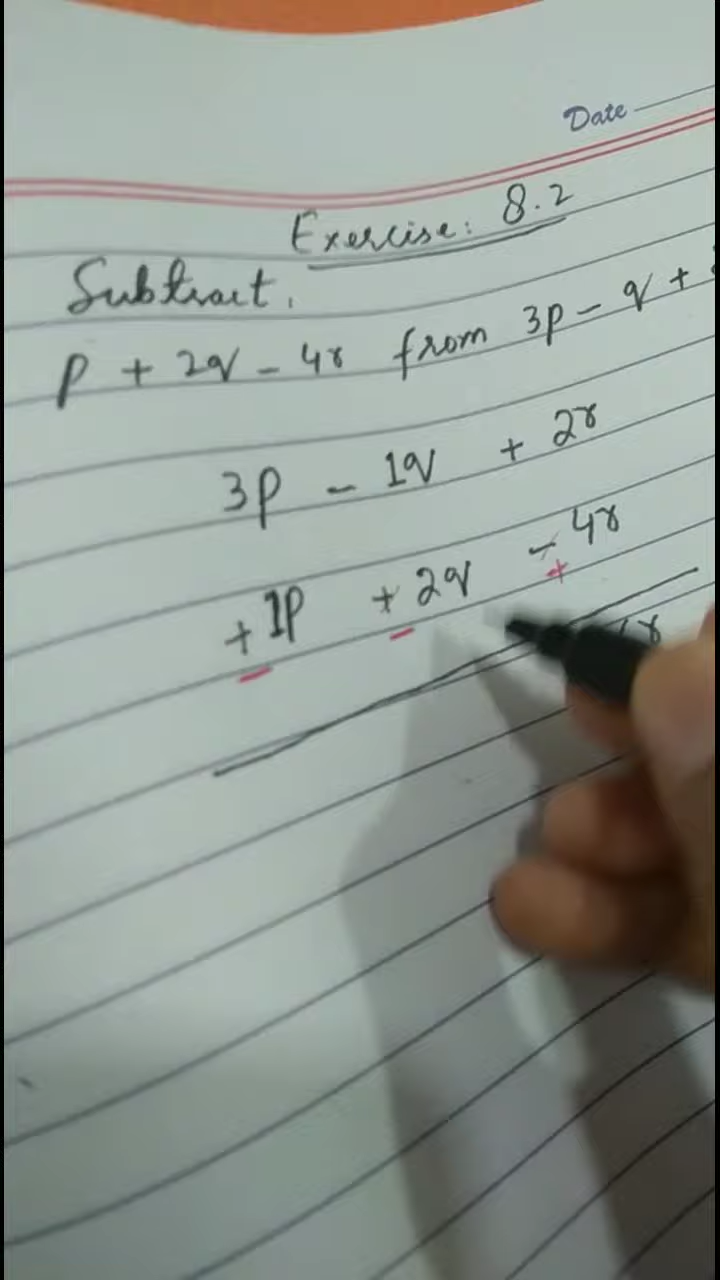 Date
Exercise: 8.2
Subtract.
p + 2q - 4r from 3p - q +
3p - 1q + 2r
+ 1p + 2q - 4r
- - +
r